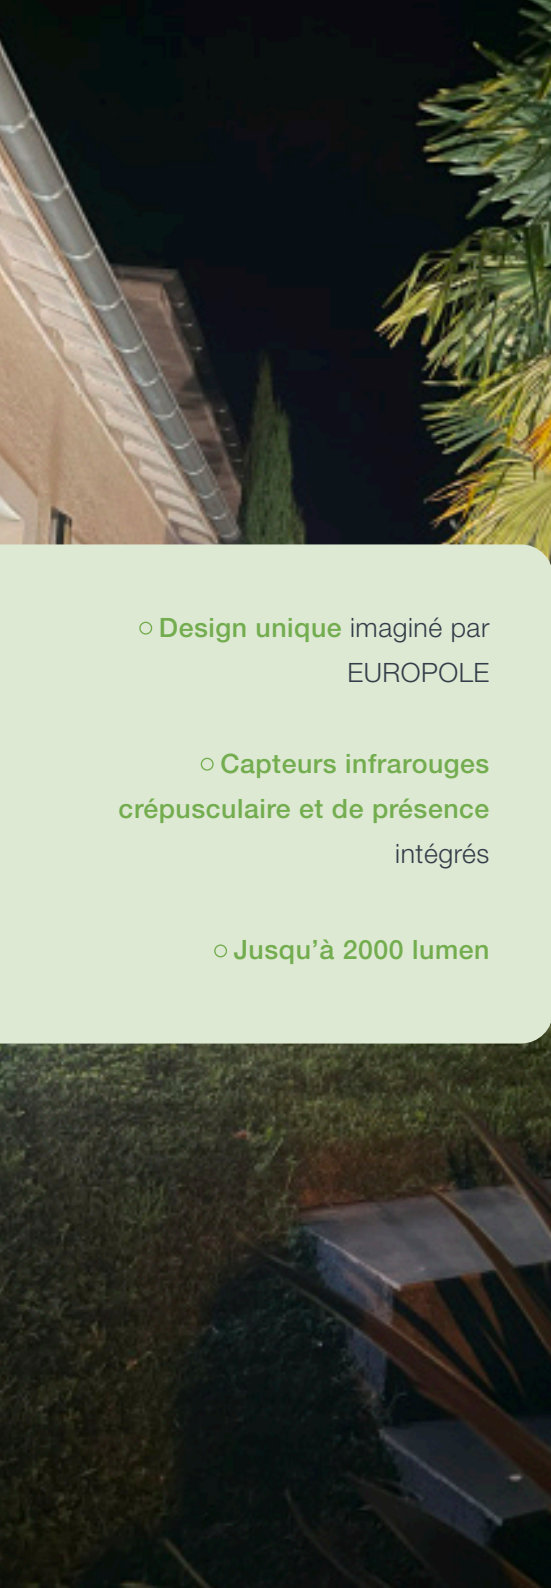 ○ Design unique imaginé par
EUROPOLE
○ Capteurs infrarouges
crépusculaire et de présence
intégrés
○ Jusqu’à 2000 lumen